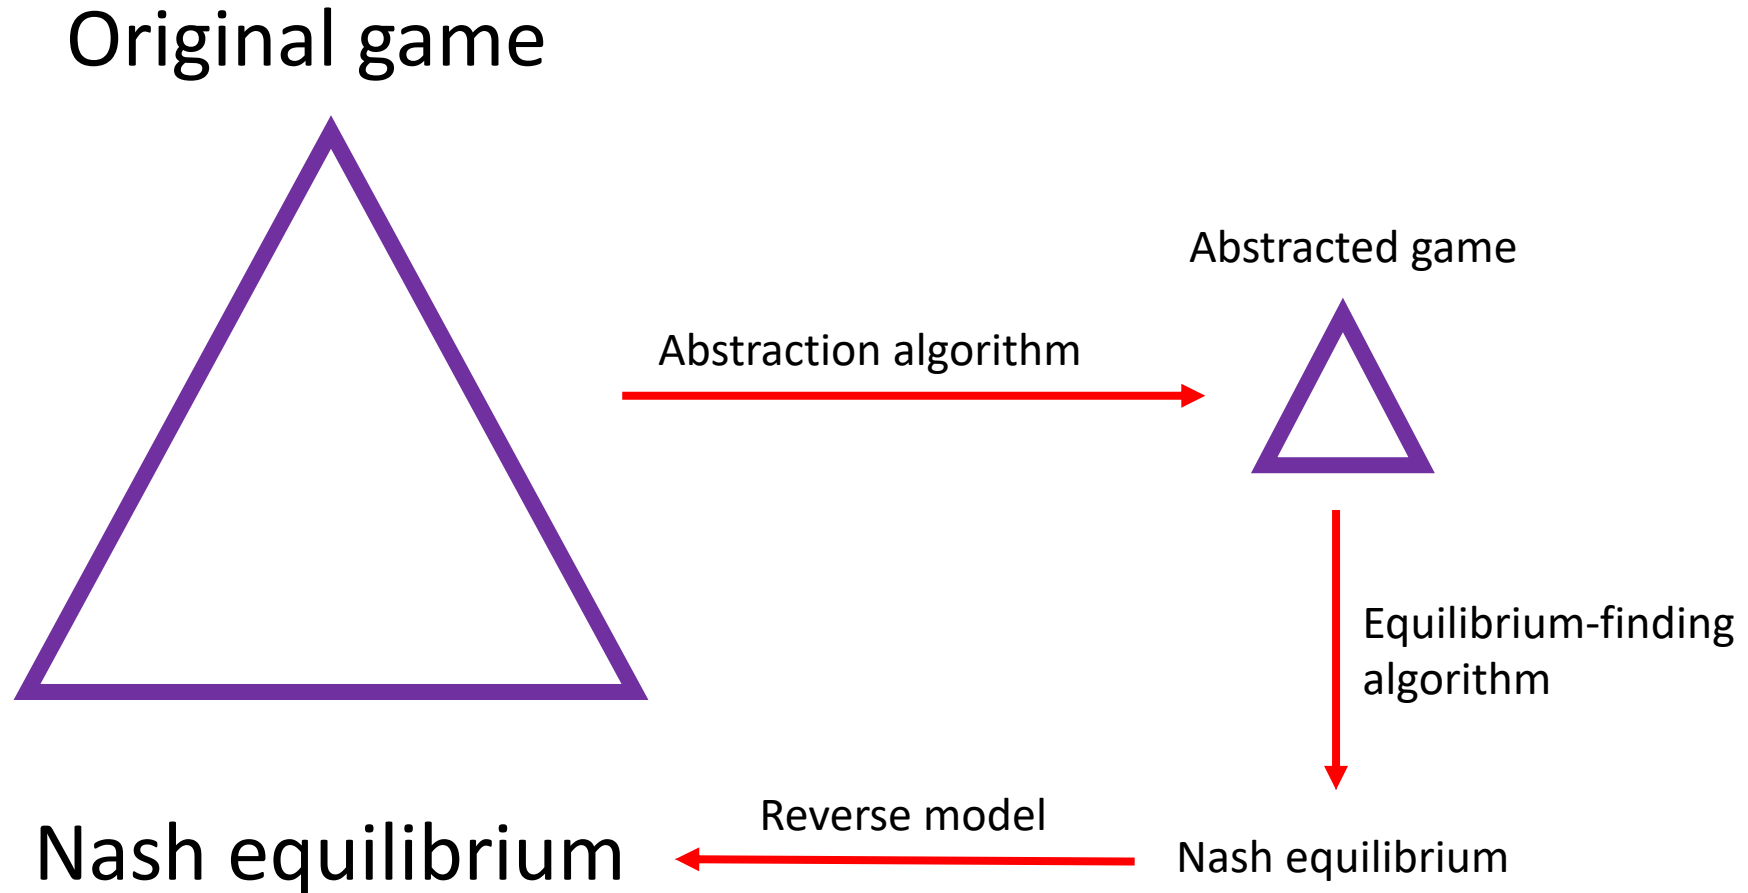 Original game
Abstracted game
Abstraction algorithm
Equilibrium-finding
algorithm
Reverse model
Nash equilibrium
Nash equilibrium